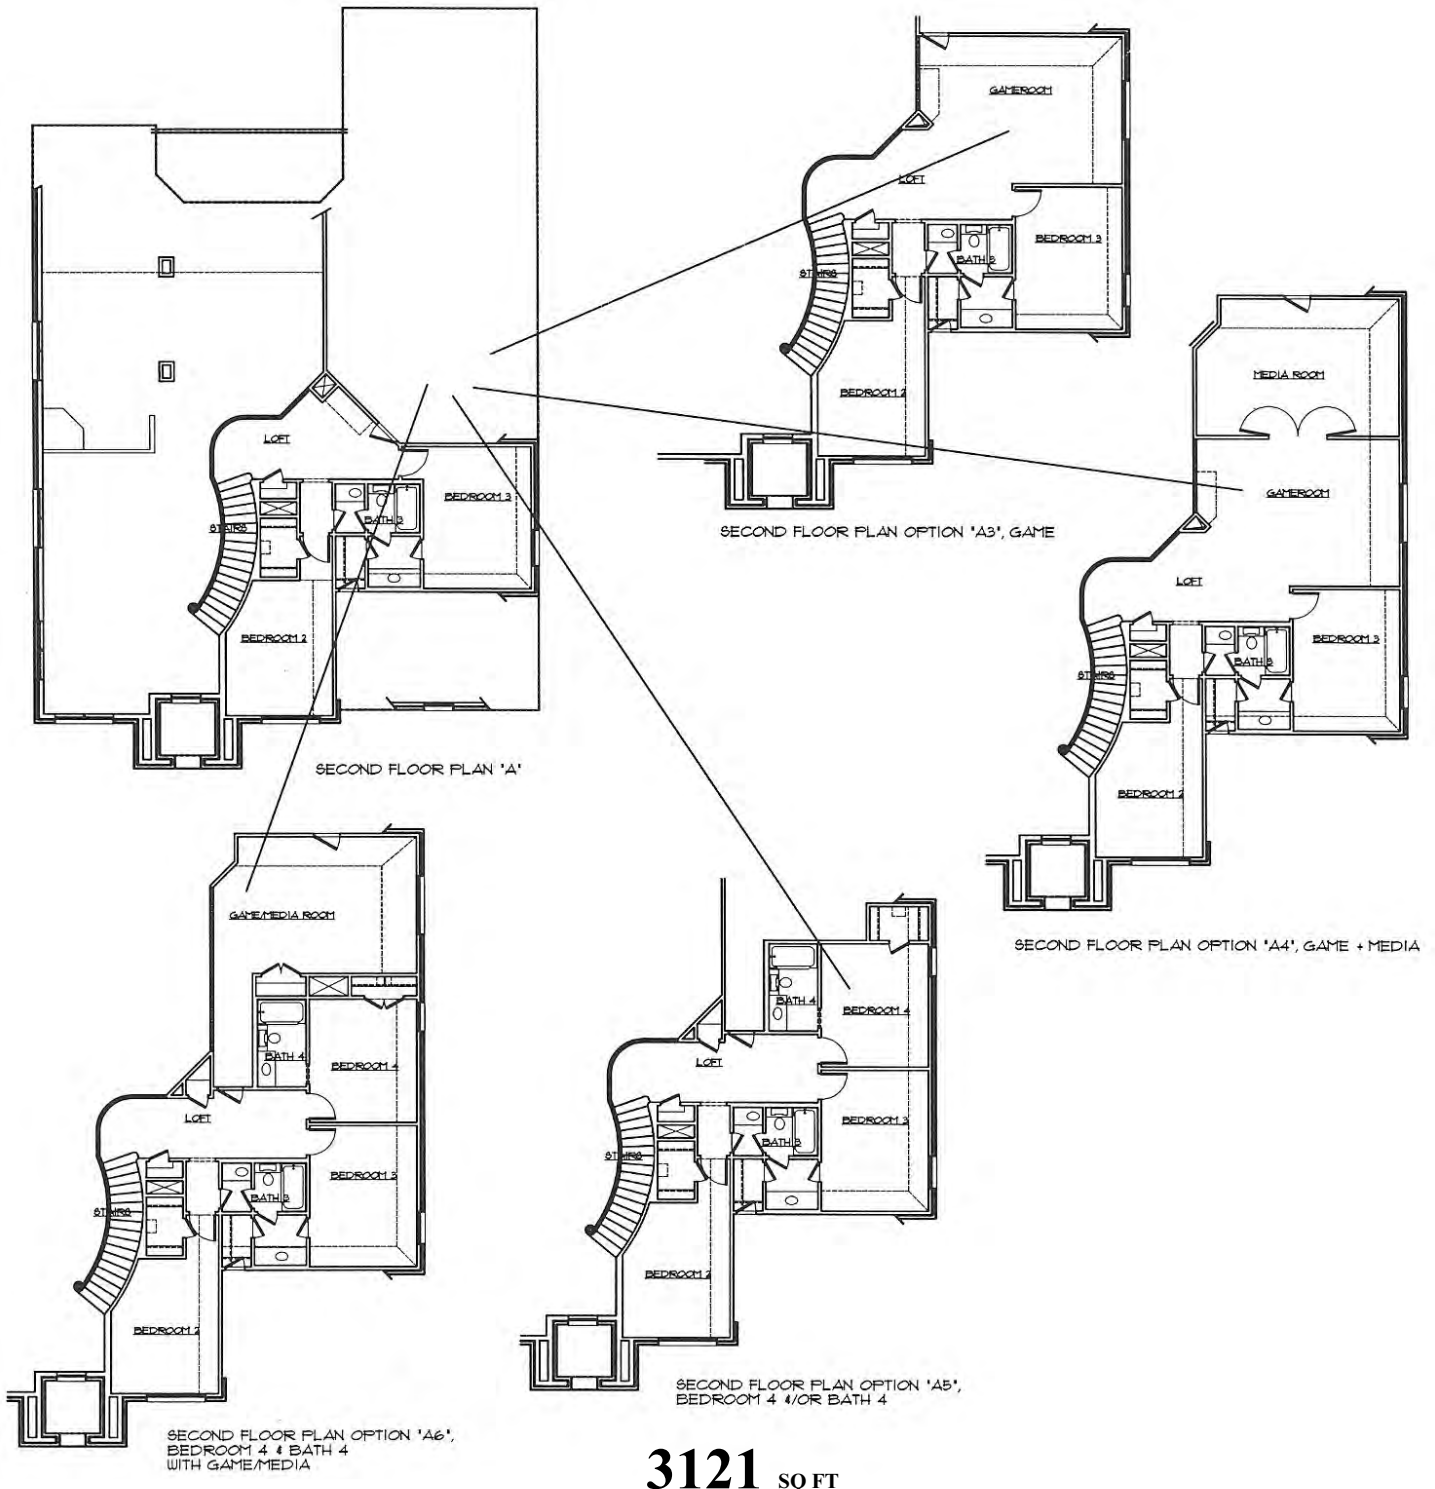 GAMEROOM
LOFT
BEDROOM 3
BATH 3
STAIRS
BEDROOM 2
SECOND FLOOR PLAN OPTION "A3", GAME
LOFT
BEDROOM 3
BATH 3
STAIRS
BEDROOM 2
SECOND FLOOR PLAN "A"
MEDIA ROOM
GAMEROOM
LOFT
BEDROOM 3
BATH 3
STAIRS
BEDROOM 2
SECOND FLOOR PLAN OPTION "A4", GAME + MEDIA
GAME/MEDIA ROOM
BATH 4
BEDROOM 4
LOFT
BEDROOM 3
BATH 3
STAIRS
BEDROOM 2
SECOND FLOOR PLAN OPTION "A6",
BEDROOM 4 & BATH 4
WITH GAME/MEDIA
BATH 4
BEDROOM 4
LOFT
BEDROOM 3
BATH 3
STAIRS
BEDROOM 2
SECOND FLOOR PLAN OPTION "A5",
BEDROOM 4 &/OR BATH 4
3121 SQ FT